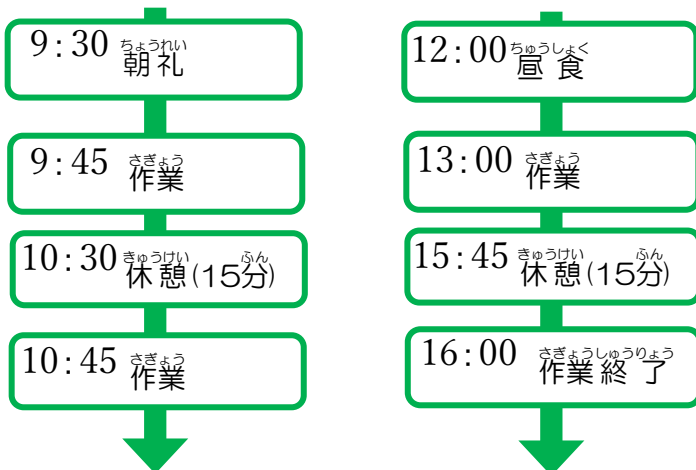 9:30 朝礼
ちょうれい
9:45 作業
さぎょう
10:30 休憩(15分)
きゅうけい ふん
10:45 作業
さぎょう
12:00 昼食
ちゅうしょく
13:00 作業
さぎょう
15:45 休憩(15分)
きゅうけい ふん
16:00 作業終了
さぎょうしゅうりょう